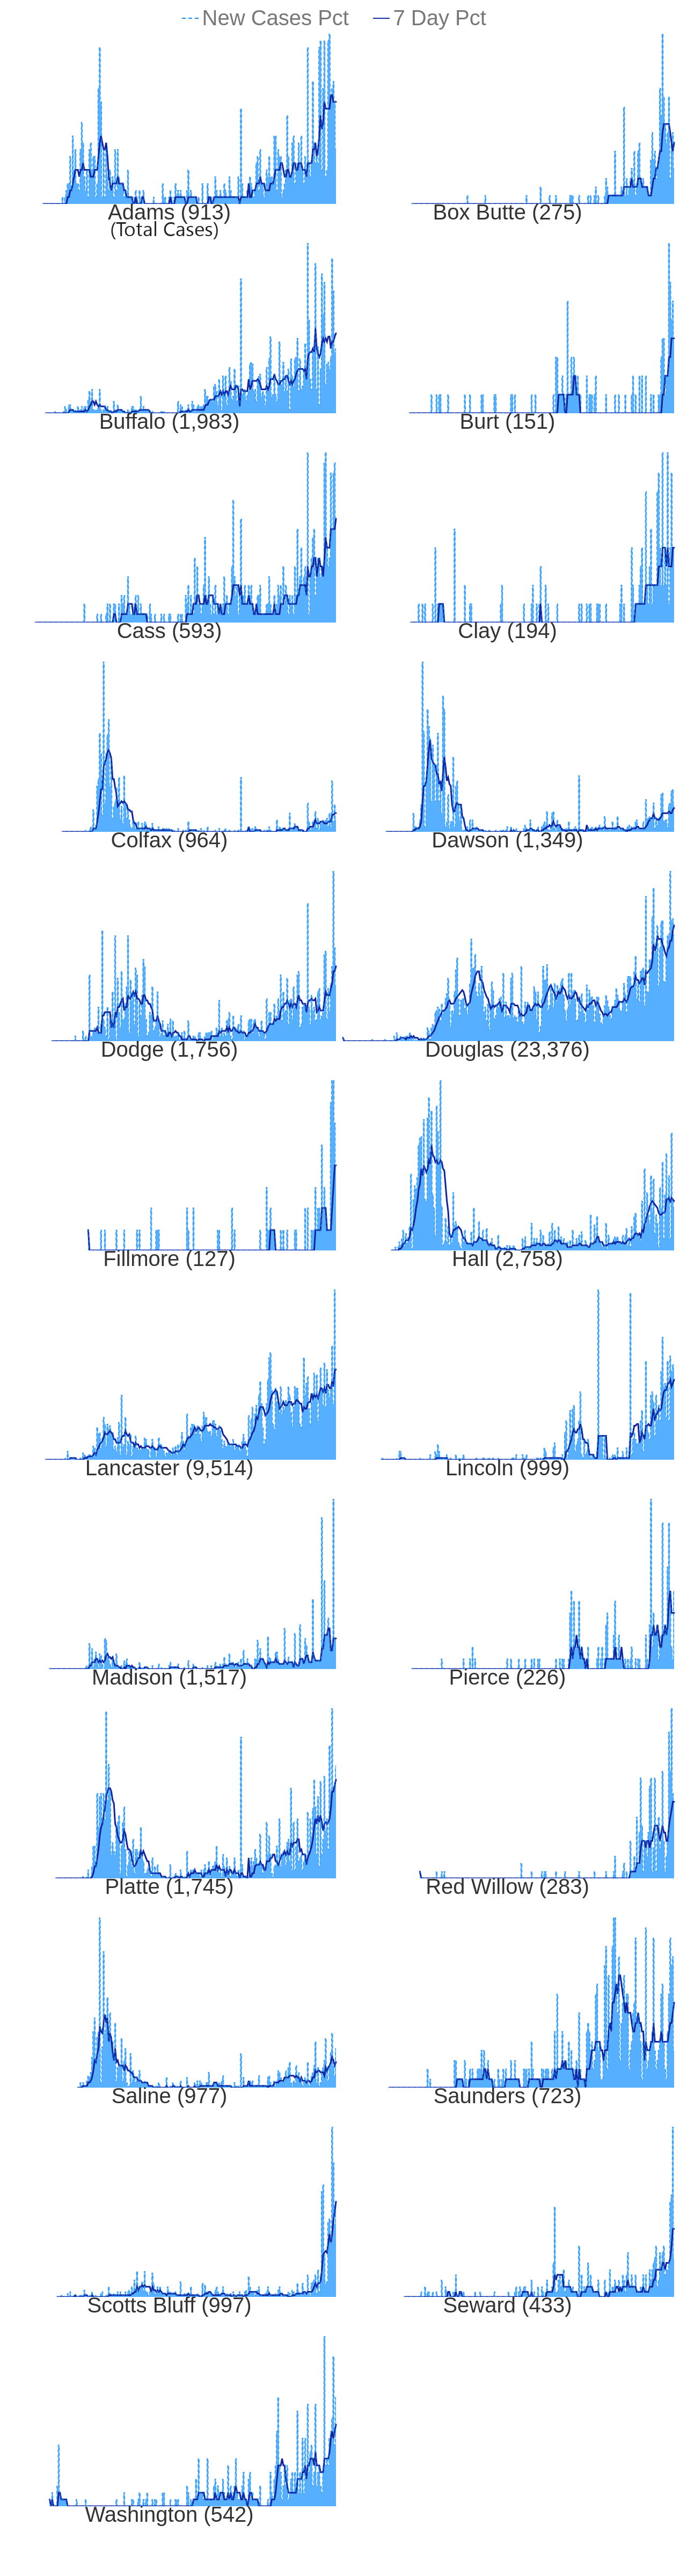 New Cases Pct 7 Day Pct
Adams (913) Box Butte (275)
(Total Cases)
Buffalo (1,983) Burt (151)
Cass (593) Clay (194)
Colfax (964) Dawson (1,349)
Dodge (1,756) Douglas (23,376)
Fillmore (127) Hall (2,758)
Lancaster (9,514) Lincoln (999)
Madison (1,517) Pierce (226)
Platte (1,745) Red Willow (283)
Saline (977) Saunders (723)
Scotts Bluff (997) Seward (433)
Washington (542)